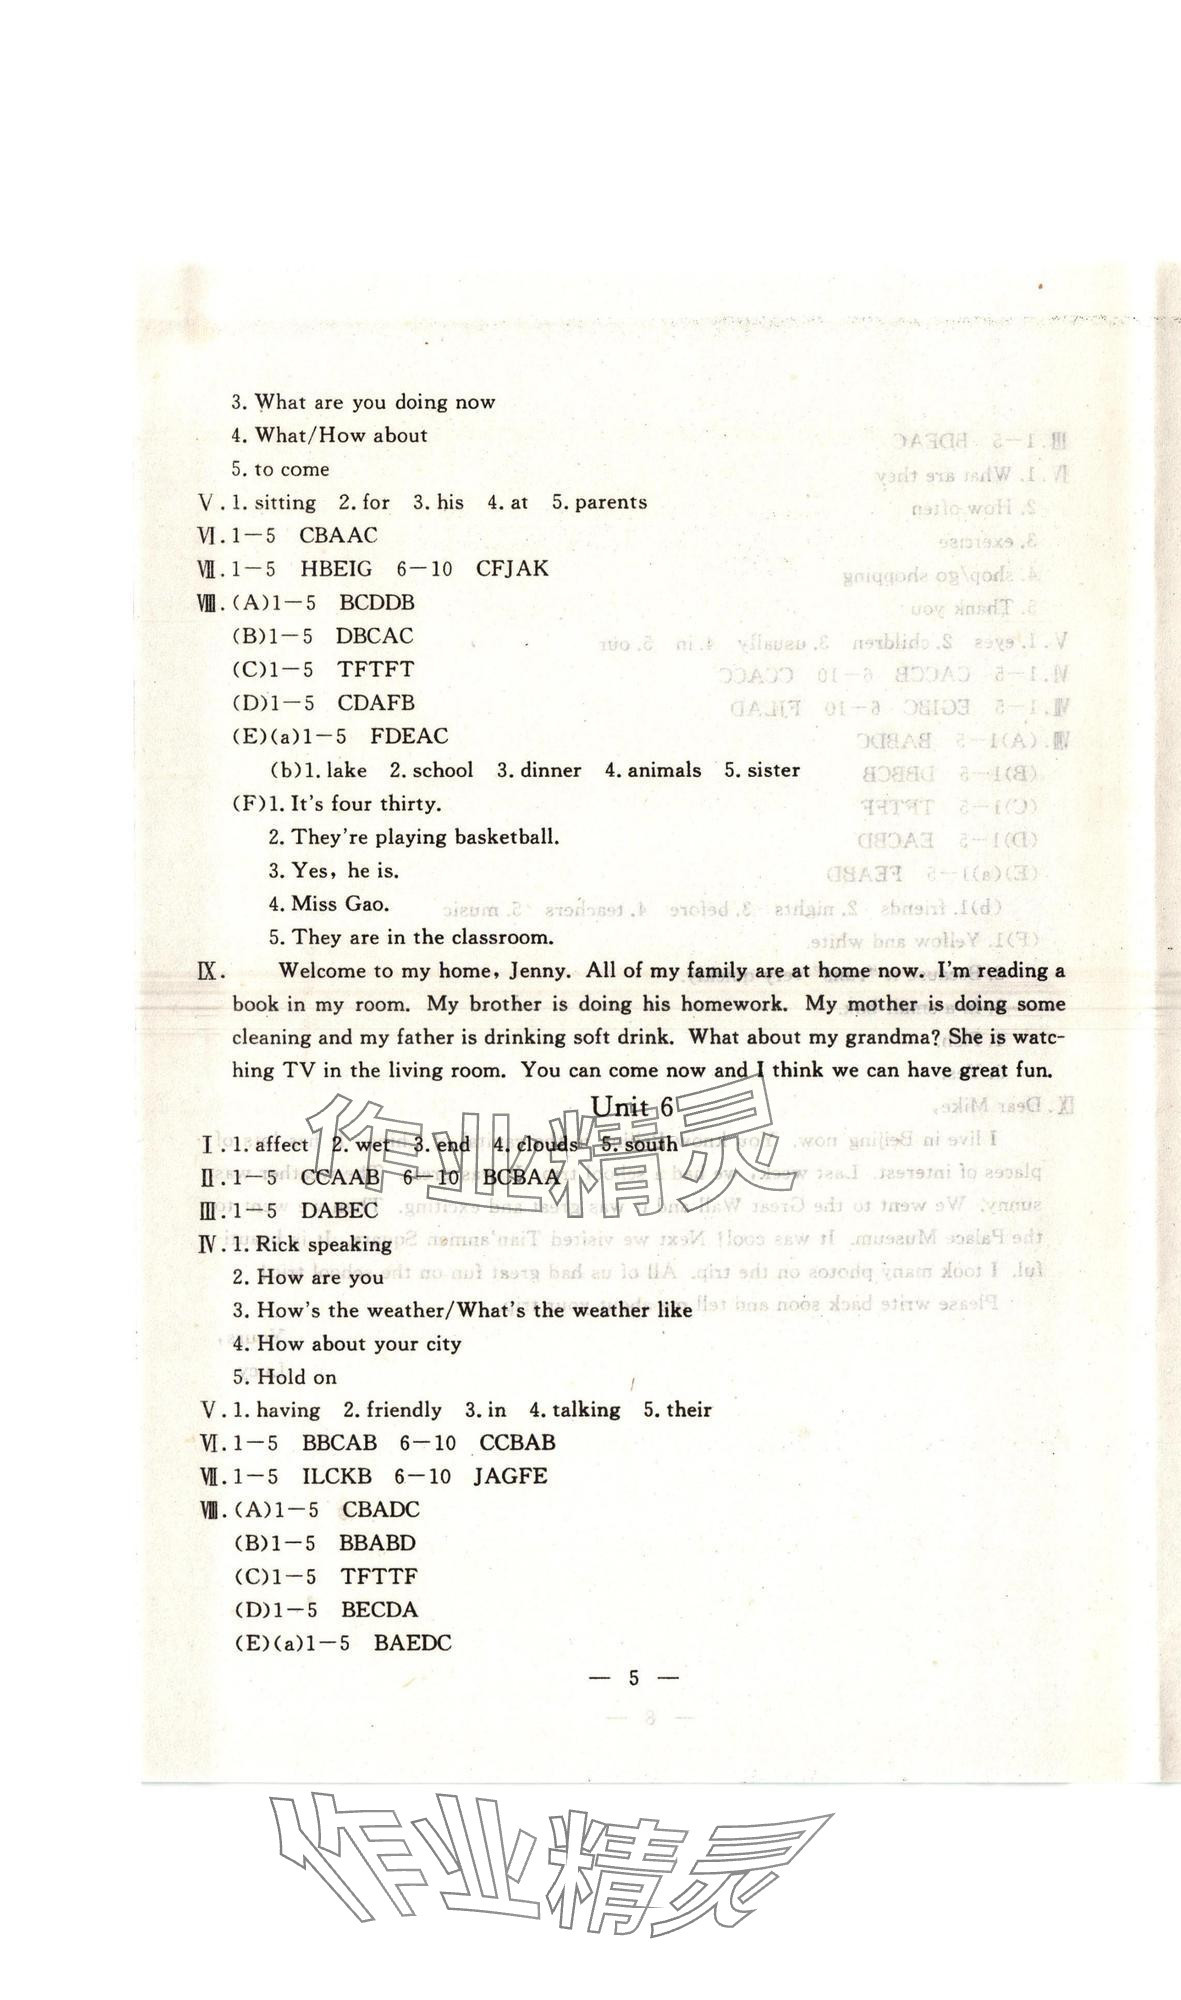 3. What are you doing now
4. What/How about
5. to come
Ⅴ. 1. sitting 2. for 3. his 4. at 5. parents
Ⅵ. 1-5 CBAAC
Ⅶ. 1-5 HBEIG 6-10 CFJAK
Ⅷ. (A)1-5 BCDDB
(B)1-5 DBCAC
(C)1-5 TFTFT
(D)1-5 CDAFB
(E)(a)1-5 FDEAC
(b)1. lake 2. school 3. dinner 4. animals 5. sister
(F)1. It's four thirty.
2. They're playing basketball.
3. Yes, he is.
4. Miss Gao.
5. They are in the classroom.
Ⅸ. Welcome to my home, Jenny. All of my family are at home now. I'm reading a
book in my room. My brother is doing his homework. My mother is doing some
cleaning and my father is drinking soft drink. What about my grandma? She is watc-
hing TV in the living room. You can come now and I think we can have great fun.
Unit 6
Ⅰ. 1. affect 2. wet 3. end 4. clouds 5. south
Ⅱ. 1-5 CCAAB 6-10 BCBAA
Ⅲ. 1-5 DABEC
Ⅳ. 1. Rick speaking
2. How are you
3. How's the weather/What's the weather like
4. How about your city
5. Hold on
Ⅴ. 1. having 2. friendly 3. in 4. talking 5. their
Ⅵ. 1-5 BBCAB 6-10 CCBAB
Ⅶ. 1-5 ILCKB 6-10 JAGFE
Ⅷ. (A)1-5 CBADC
(B)1-5 BBABD
(C)1-5 TFTTF
(D)1-5 BECDA
(E)(a)1-5 BAEDC
— 5 —
作业精灵
作业精灵